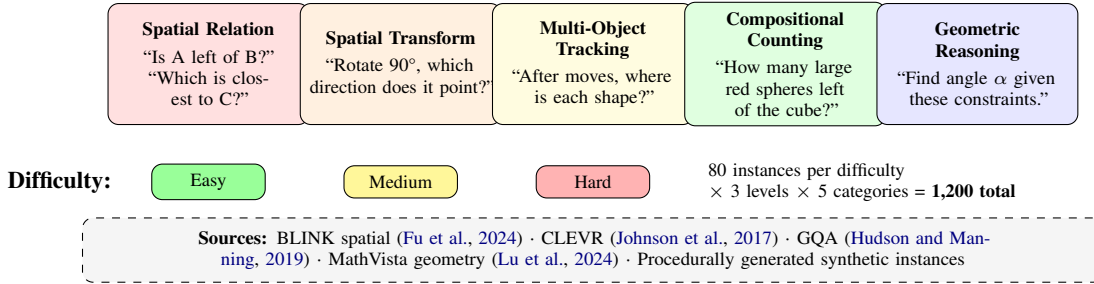 Spatial Relation
“Is A left of B?”
“Which is clos-
est to C?”
Spatial Transform
“Rotate 90°, which
direction does it point?”
Multi-Object
Tracking
“After moves, where
is each shape?”
Compositional
Counting
“How many large
red spheres left
of the cube?”
Geometric
Reasoning
“Find angle α given
these constraints.”
Difficulty:
Easy
Medium
Hard
80 instances per difficulty
× 3 levels × 5 categories = 1,200 total
Sources: BLINK spatial (Fu et al., 2024) · CLEVR (Johnson et al., 2017) · GQA (Hudson and Man-
ning, 2019) · MathVista geometry (Lu et al., 2024) · Procedurally generated synthetic instances